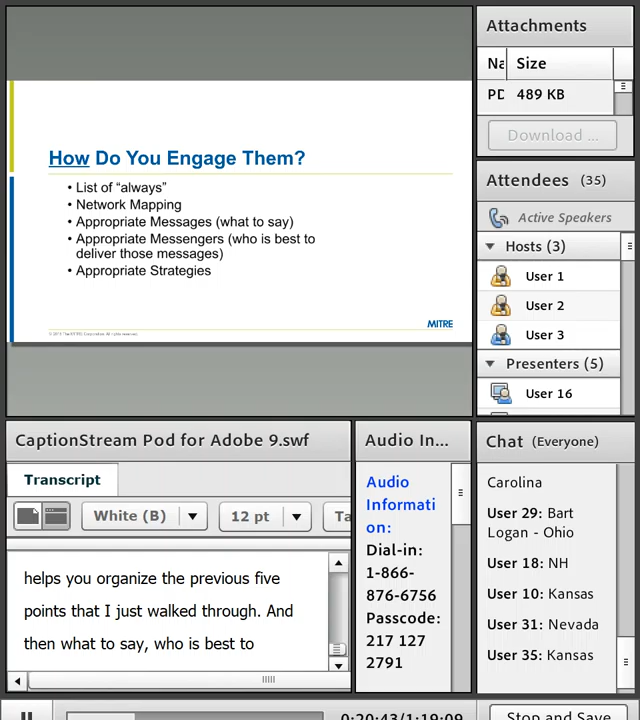 How Do You Engage Them?
• List of “always”
• Network Mapping
• Appropriate Messages (what to say)
• Appropriate Messengers (who is best to
deliver those messages)
• Appropriate Strategies
MITRE
Attachments
Na Size
PD 489 KB
Download ...
Attendees (35)
Active Speakers
Hosts (3)
User 1
User 2
User 3
Presenters (5)
User 16
CaptionStream Pod for Adobe 9.swf
Transcript
White (B) 12 pt Ta
helps you organize the previous five
points that I just walked through. And
then what to say, who is best to
Audio In...
Audio
Informati
on:
Dial-in:
1-866-
876-6756
Passcode:
217 127
2791
Chat (Everyone)
Carolina
User 29: Bart
Logan - Ohio
User 18: NH
User 10: Kansas
User 31: Nevada
User 35: Kansas
0:20:43/1:19:09
Stop and Save